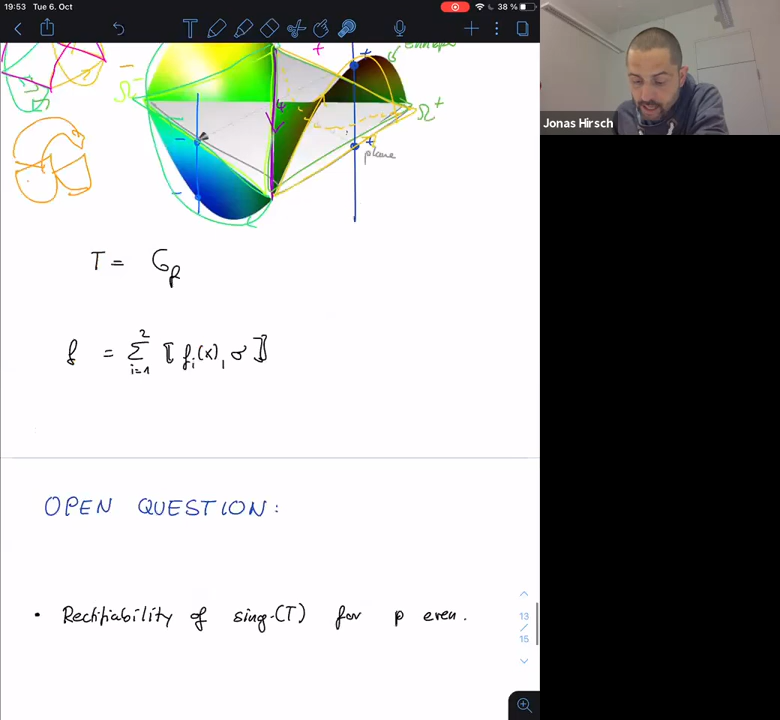 19:53 Tue 6. Oct
38 %
T
Jonas Hirsch
Ω⁻
Ω⁺
plane
T = G_f
f = Σ_{i=1}^{2} ⟦ f_i(x), σ ⟧
OPEN QUESTION:
• Rectifiability of sing(T) for p even.
13
/
15